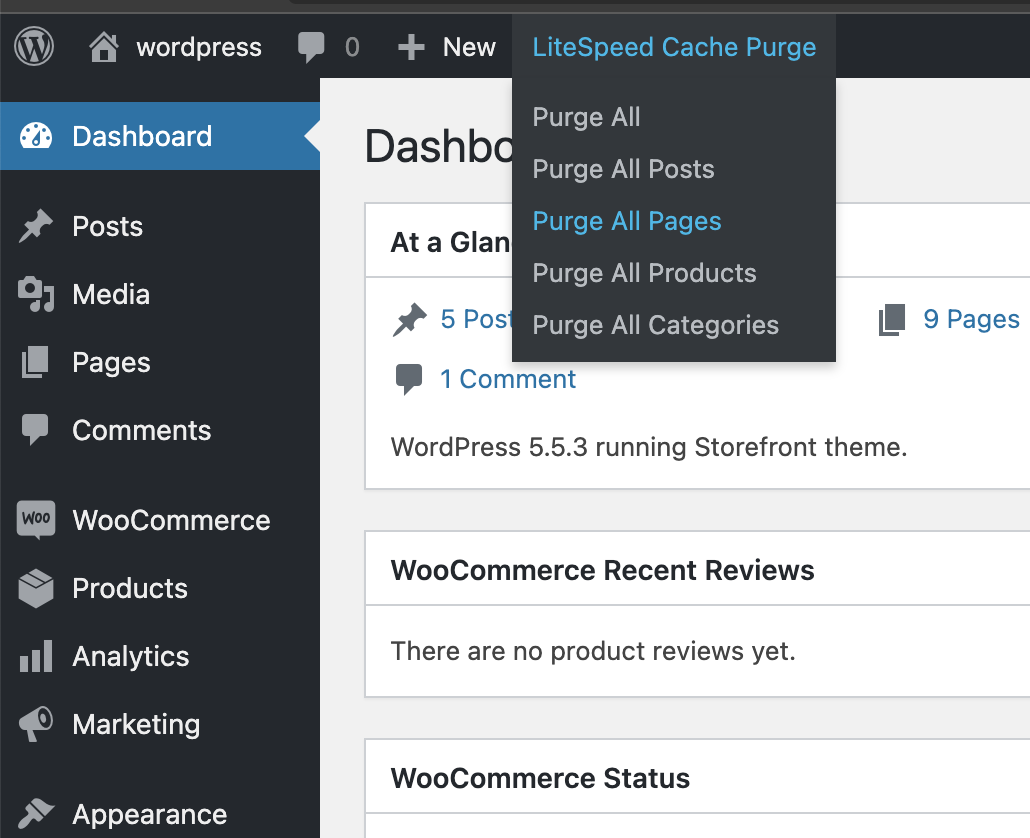 wordpress
0
New
LiteSpeed Cache Purge
Purge All
Purge All Posts
Purge All Pages
Purge All Products
Purge All Categories
Dashboard
Posts
Media
Pages
Comments
WOO WooCommerce
Products
Analytics
Marketing
Appearance
Dashbo
At a Glan
5 Post
9 Pages
1 Comment
WordPress 5.5.3 running Storefront theme.
WooCommerce Recent Reviews
There are no product reviews yet.
WooCommerce Status